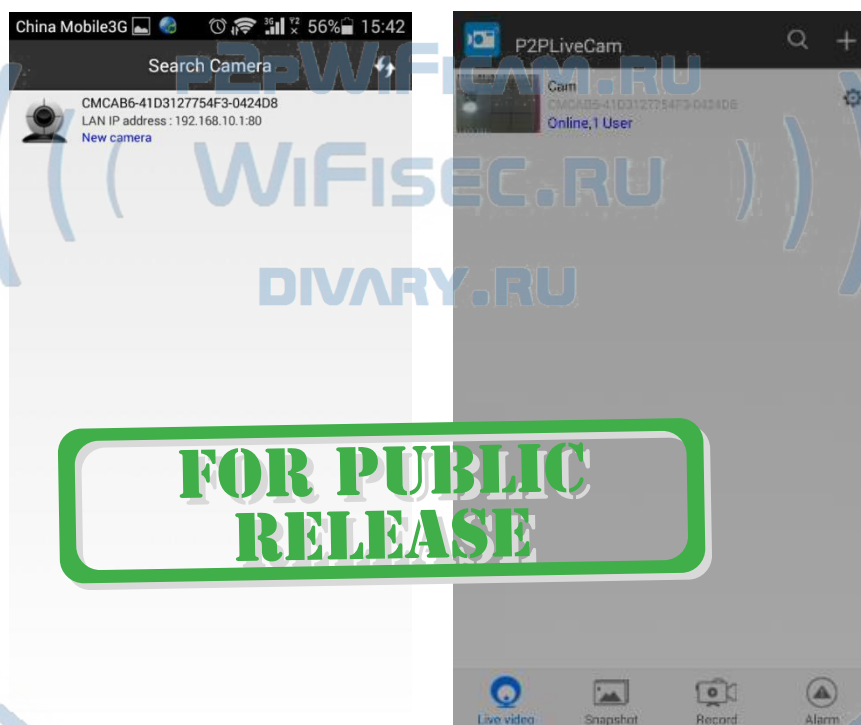 China Mobile3G
3G
Y2
56%
15:42
Search Camera
CMCAB6-41D3127754F3-0424D8
LAN IP address : 192.168.10.1:80
New camera
P2PLiveCam
Cam
CMCAB6-41D3127754F3-0424D8
Online,1 User
P2PWIFICAM.RU
WIFISEC.RU
DIVARY.RU
FOR PUBLIC
RELEASE
Live video
Snapshot
Record
Alarm